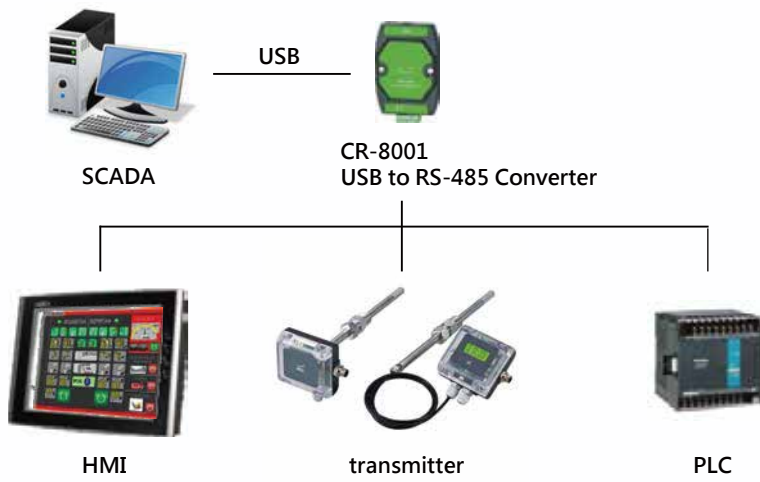 USB
SCADA
CR-8001
USB to RS-485 Converter
HMI
transmitter
PLC